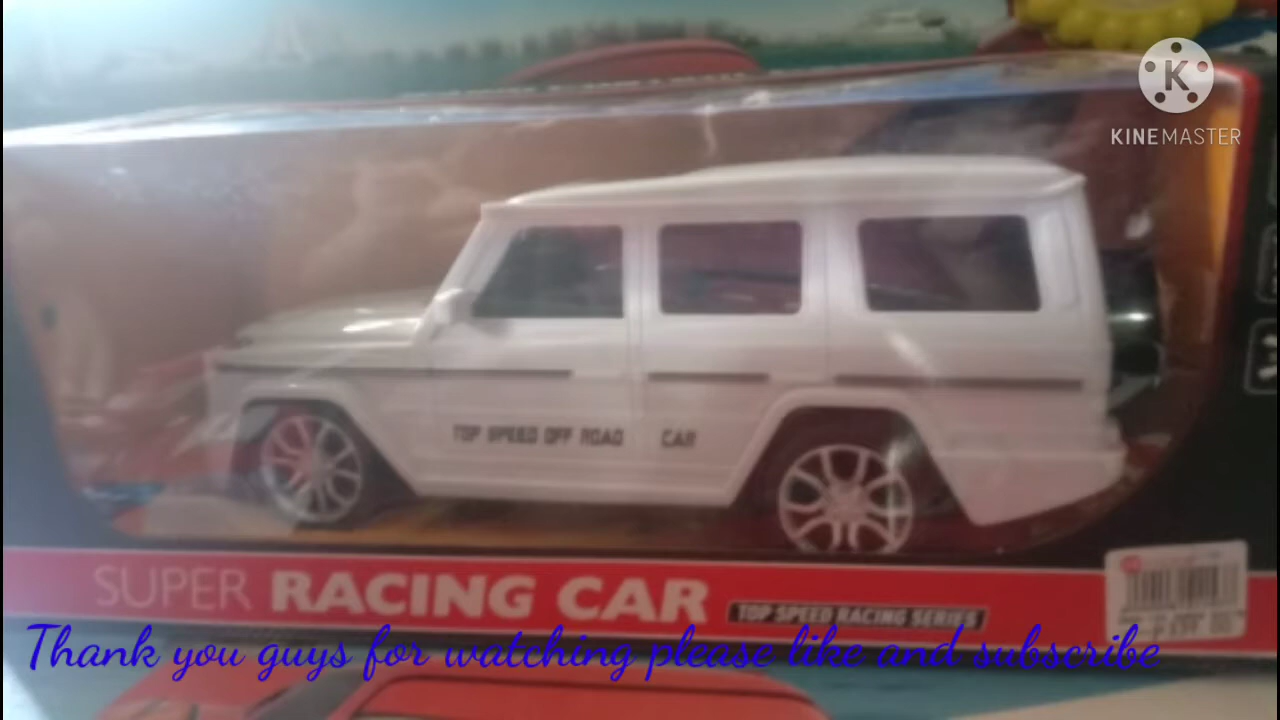 K
KINEMASTER
TOP SPEED OFF ROAD CAR
SUPER RACING CAR
TOP SPEED RACING SERIES
Thank you guys for watching please like and subscribe